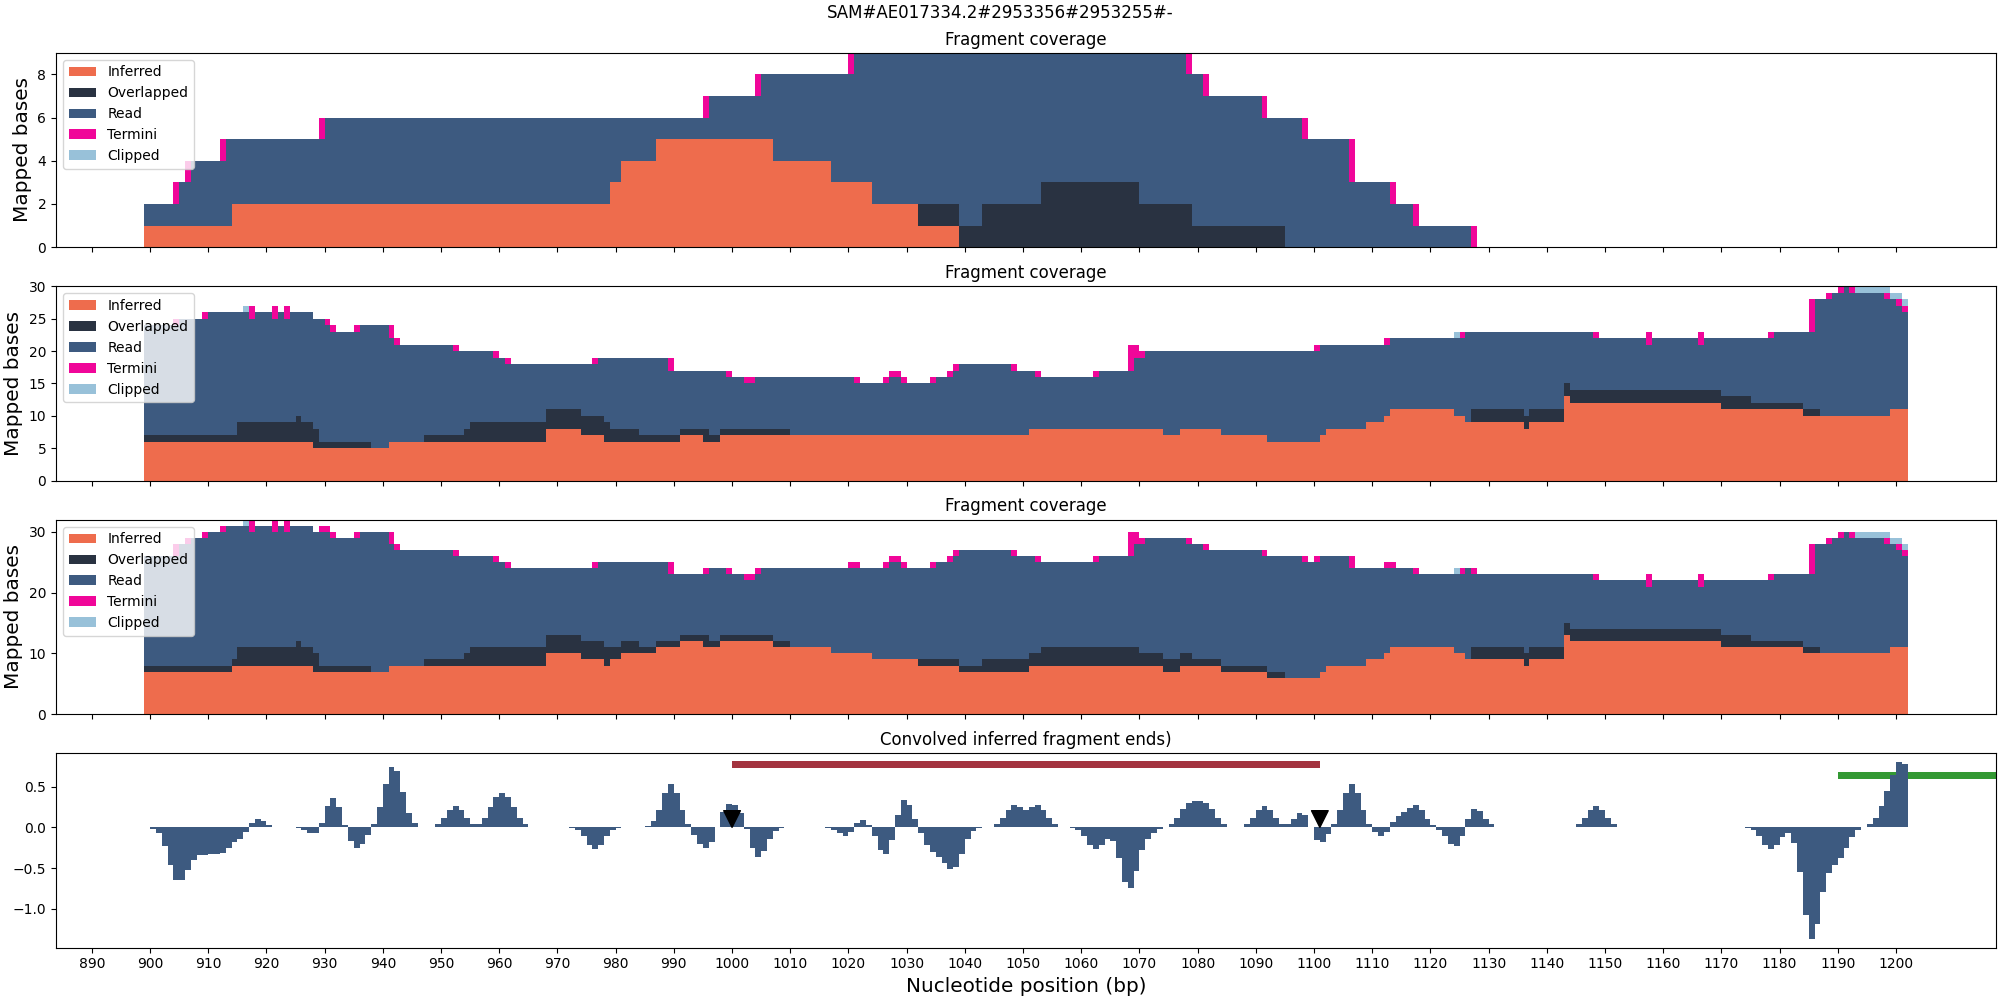 SAM#AE017334.2#2953356#2953255#-
Fragment coverage
Mapped bases
8
6
4
2
0
Inferred
Overlapped
Read
Termini
Clipped
Fragment coverage
Mapped bases
30
25
20
15
10
5
0
Inferred
Overlapped
Read
Termini
Clipped
Fragment coverage
Mapped bases
30
20
10
0
Inferred
Overlapped
Read
Termini
Clipped
Convolved inferred fragment ends)
0.5
0.0
−0.5
−1.0
890 900 910 920 930 940 950 960 970 980 990 1000 1010 1020 1030 1040 1050 1060 1070 1080 1090 1100 1110 1120 1130 1140 1150 1160 1170 1180 1190 1200
Nucleotide position (bp)